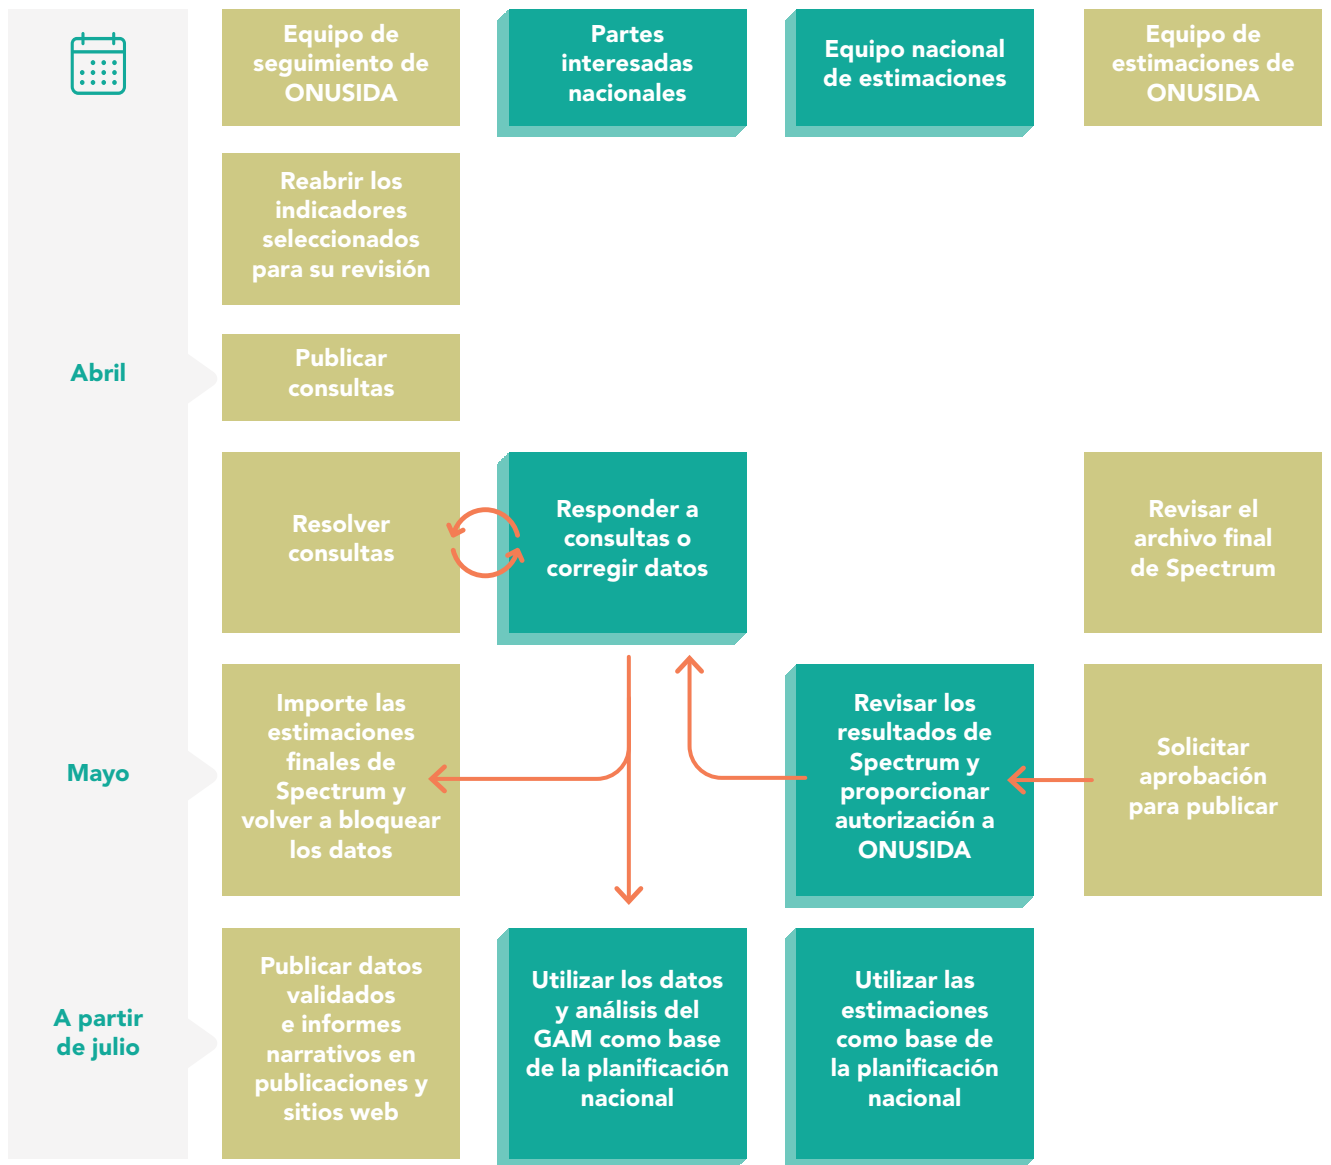 Equipo de
seguimiento de
ONUSIDA
Partes
interesadas
nacionales
Equipo nacional
de estimaciones
Equipo de
estimaciones de
ONUSIDA
Reabrir los
indicadores
seleccionados
para su revisión
Abril
Publicar
consultas
Resolver
consultas
Responder a
consultas o
corregir datos
Revisar el
archivo final
de Spectrum
Mayo
Importe las
estimaciones
finales de
Spectrum y
volver a bloquear
los datos
Revisar los
resultados de
Spectrum y
proporcionar
autorización a
ONUSIDA
Solicitar
aprobación
para publicar
A partir
de julio
Publicar datos
validados
e informes
narrativos en
publicaciones y
sitios web
Utilizar los datos
y análisis del
GAM como base
de la planificación
nacional
Utilizar las
estimaciones
como base de
la planificación
nacional